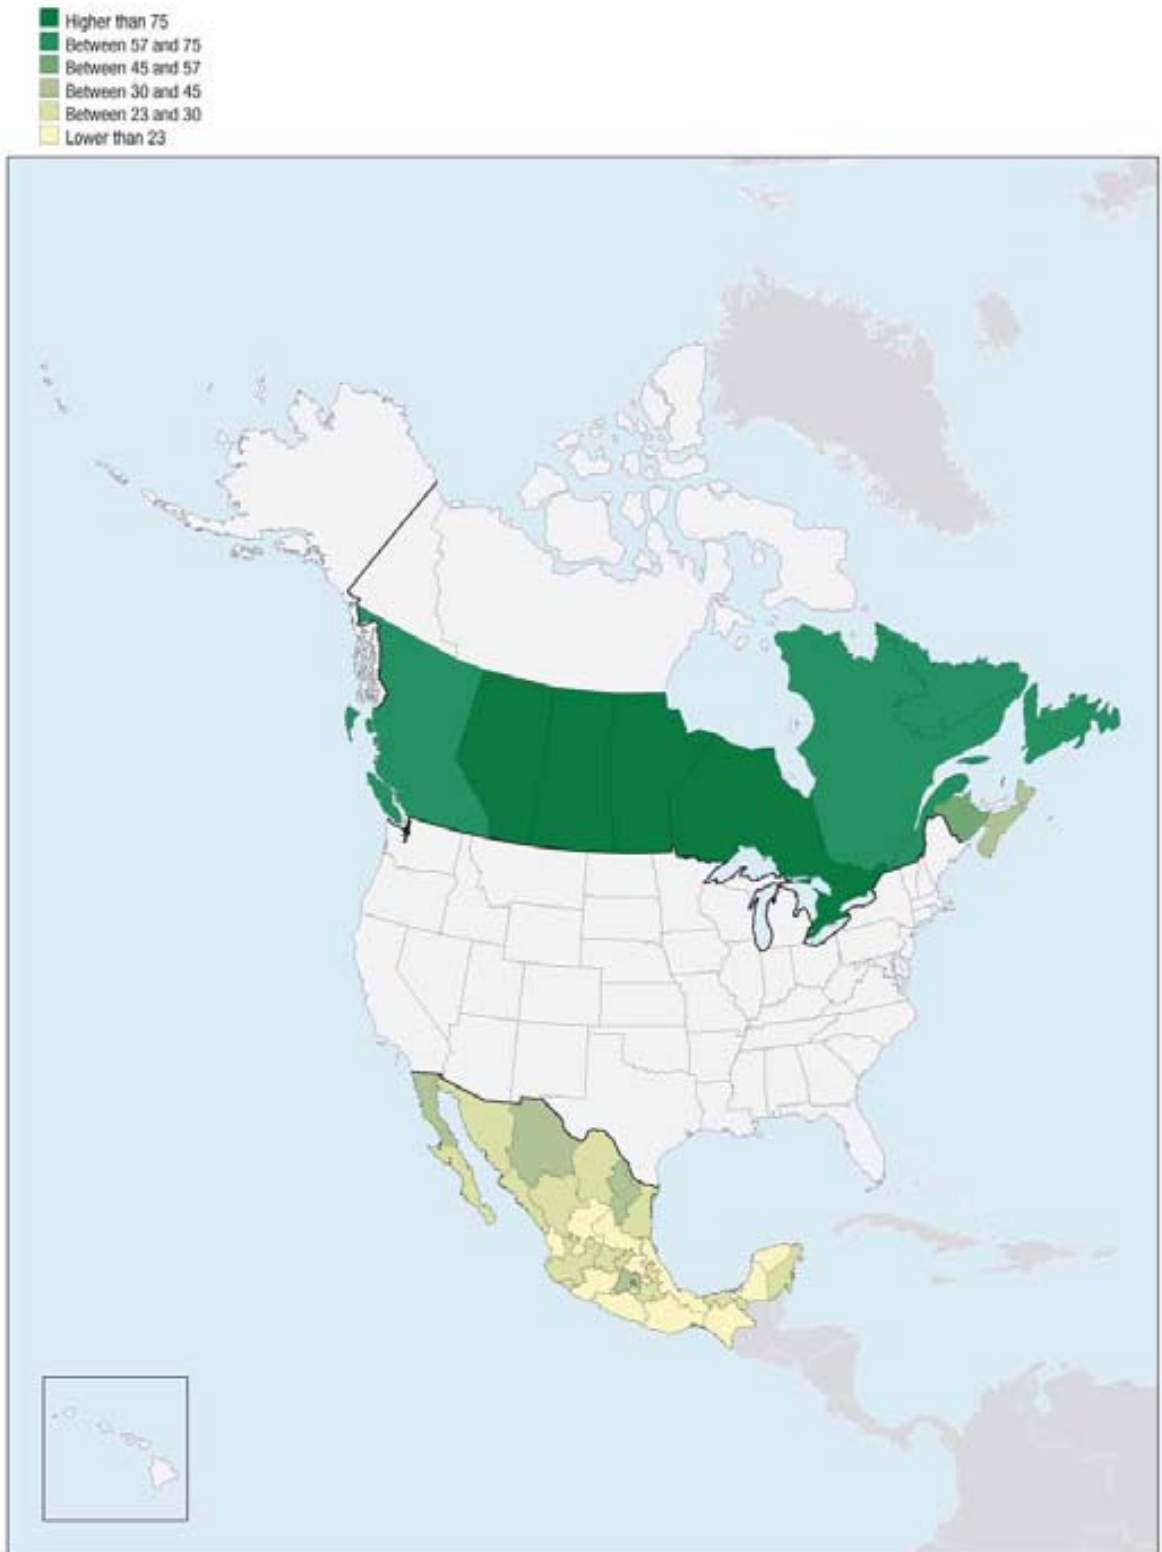 Higher than 75
Between 57 and 75
Between 45 and 57
Between 30 and 45
Between 23 and 30
Lower than 23